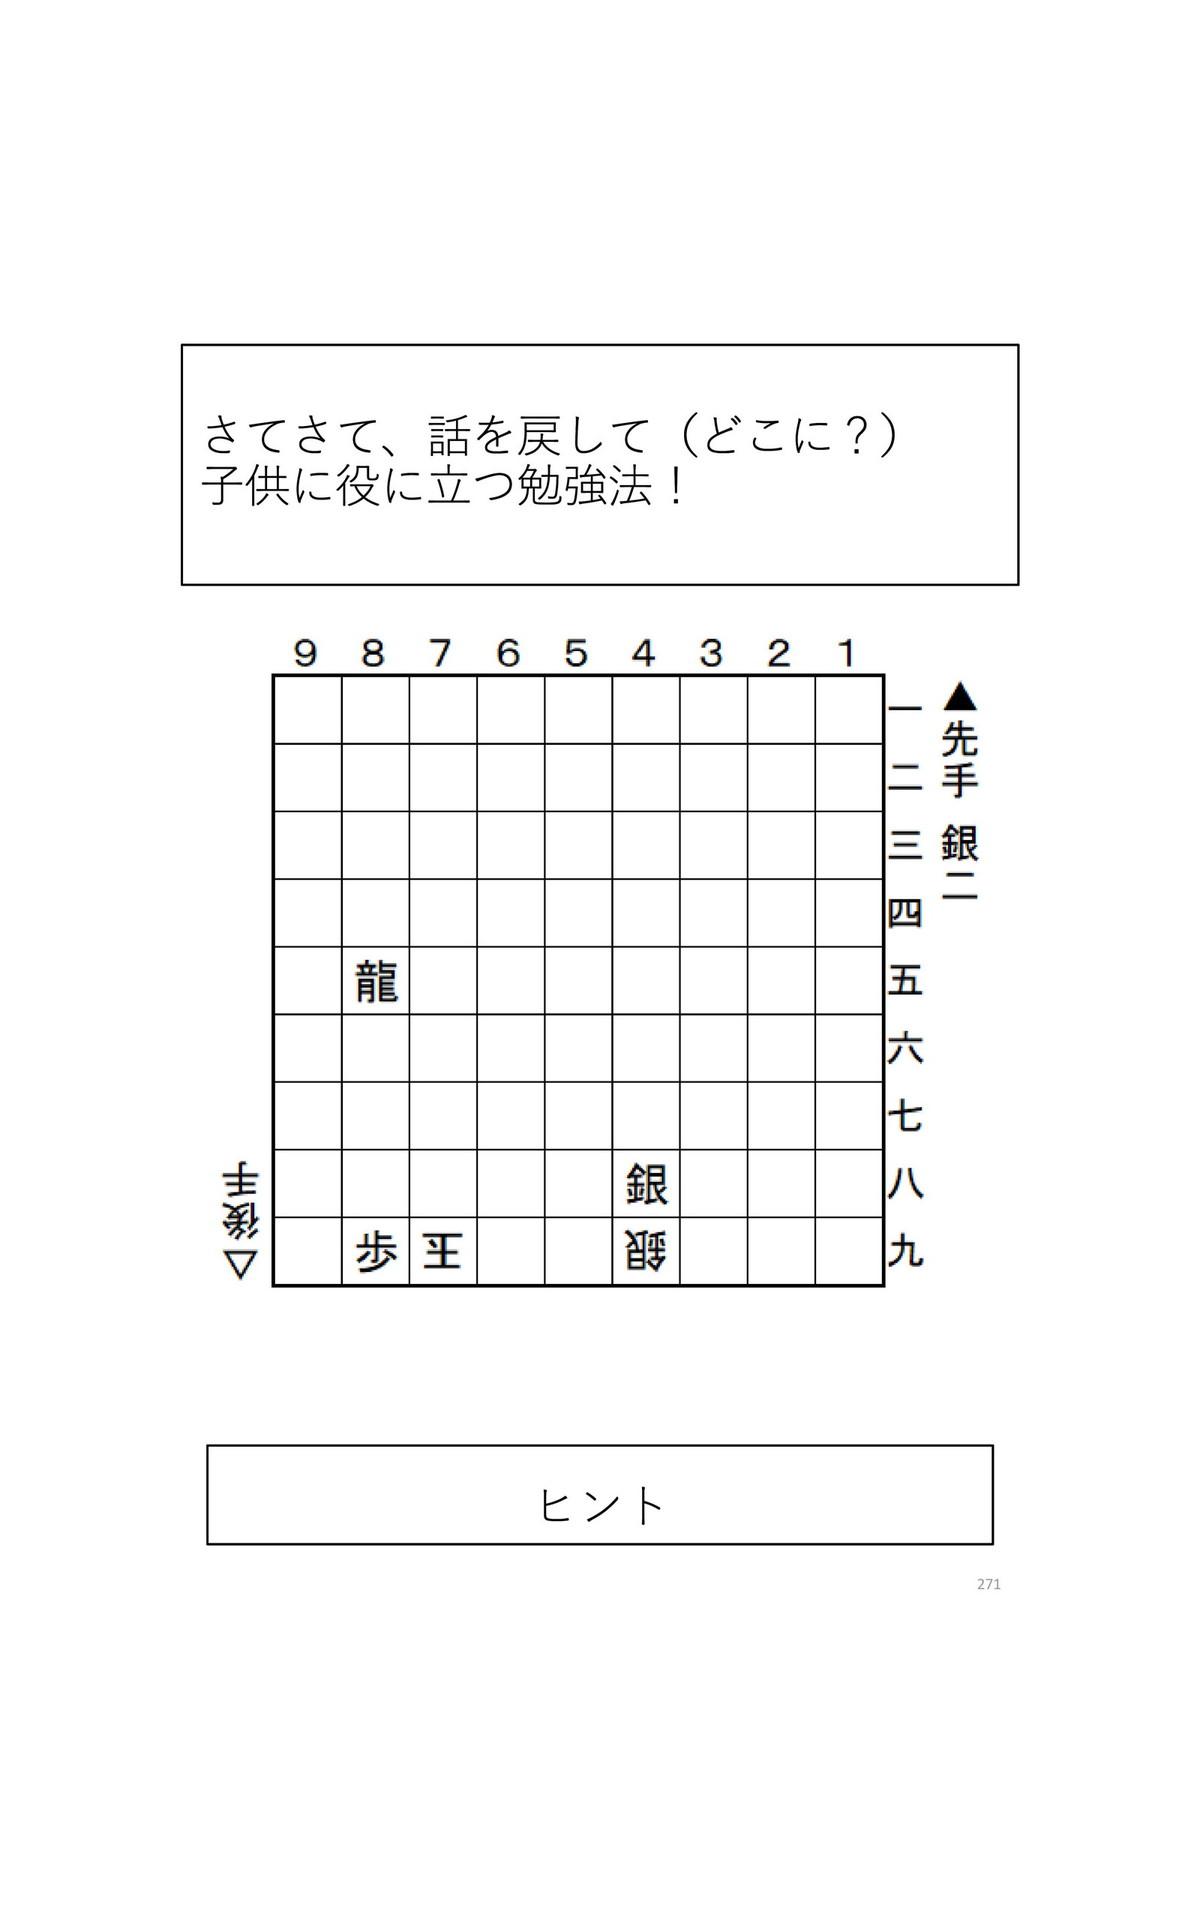 さてさて、話を戻して（どこに？）
子供に役に立つ勉強法！
9 8 7 6 5 4 3 2 1
一
二
三
四
五
六
七
八
九
▲先手 銀二
△後手
龍
銀
歩 王 銀
ヒント
271